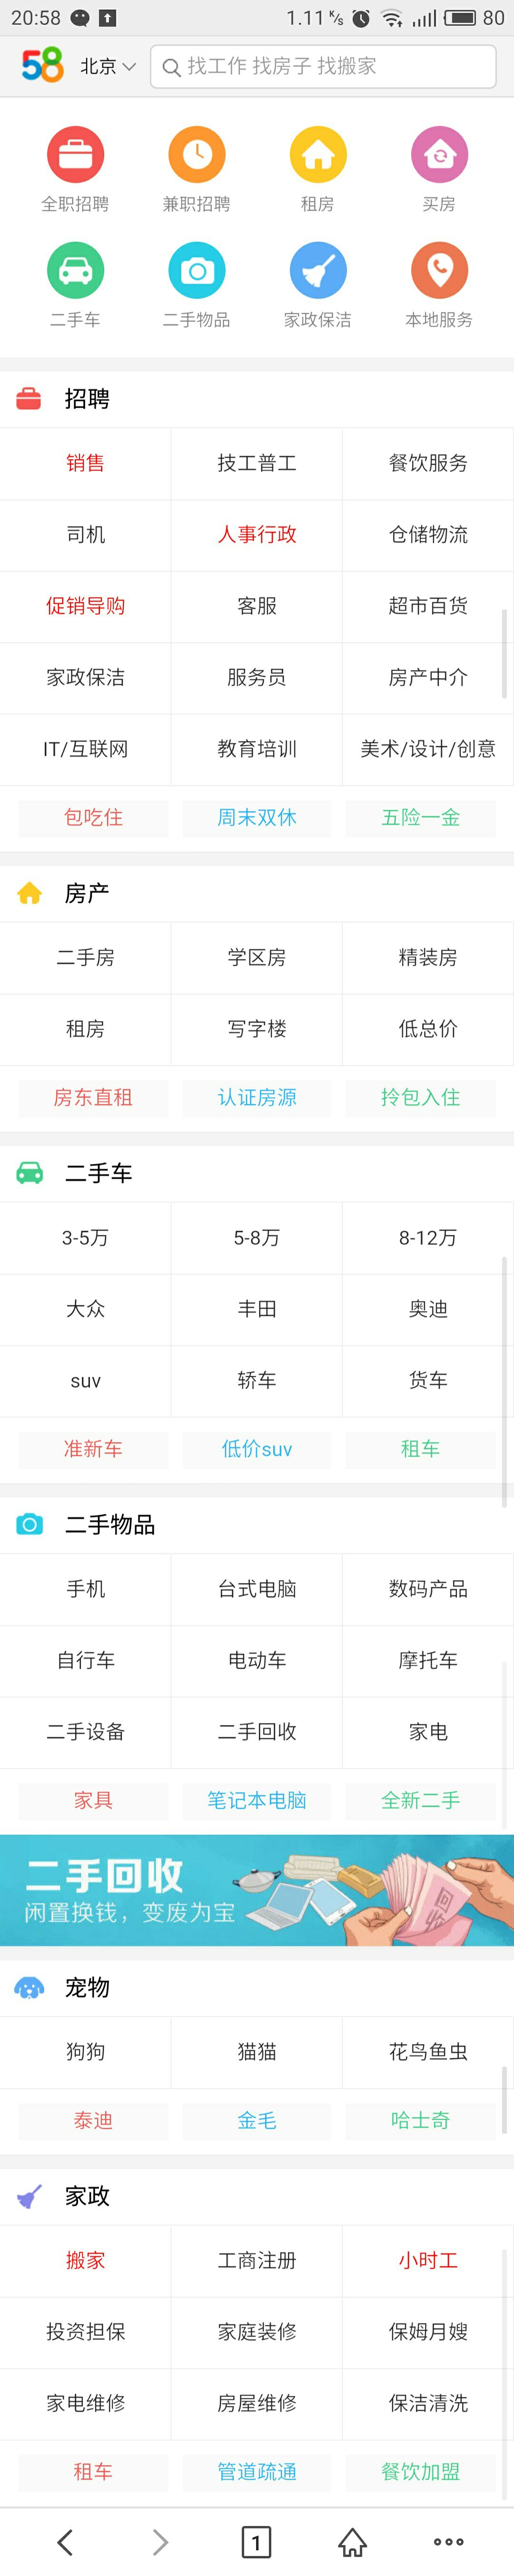 20:58 1.11 K/s 80
58 北京 找工作 找房子 找搬家
全职招聘 兼职招聘 租房 买房
二手车 二手物品 家政保洁 本地服务
招聘
销售 技工普工 餐饮服务
司机 人事行政 仓储物流
促销导购 客服 超市百货
家政保洁 服务员 房产中介
IT/互联网 教育培训 美术/设计/创意
包吃住 周末双休 五险一金
房产
二手房 学区房 精装房
租房 写字楼 低总价
房东直租 认证房源 拎包入住
二手车
3-5万 5-8万 8-12万
大众 丰田 奥迪
suv 轿车 货车
准新车 低价suv 租车
二手物品
手机 台式电脑 数码产品
自行车 电动车 摩托车
二手设备 二手回收 家电
家具 笔记本电脑 全新二手
二手回收
闲置换钱，变废为宝
宠物
狗狗 猫猫 花鸟鱼虫
泰迪 金毛 哈士奇
家政
搬家 工商注册 小时工
投资担保 家庭装修 保姆月嫂
家电维修 房屋维修 保洁清洗
租车 管道疏通 餐饮加盟
1